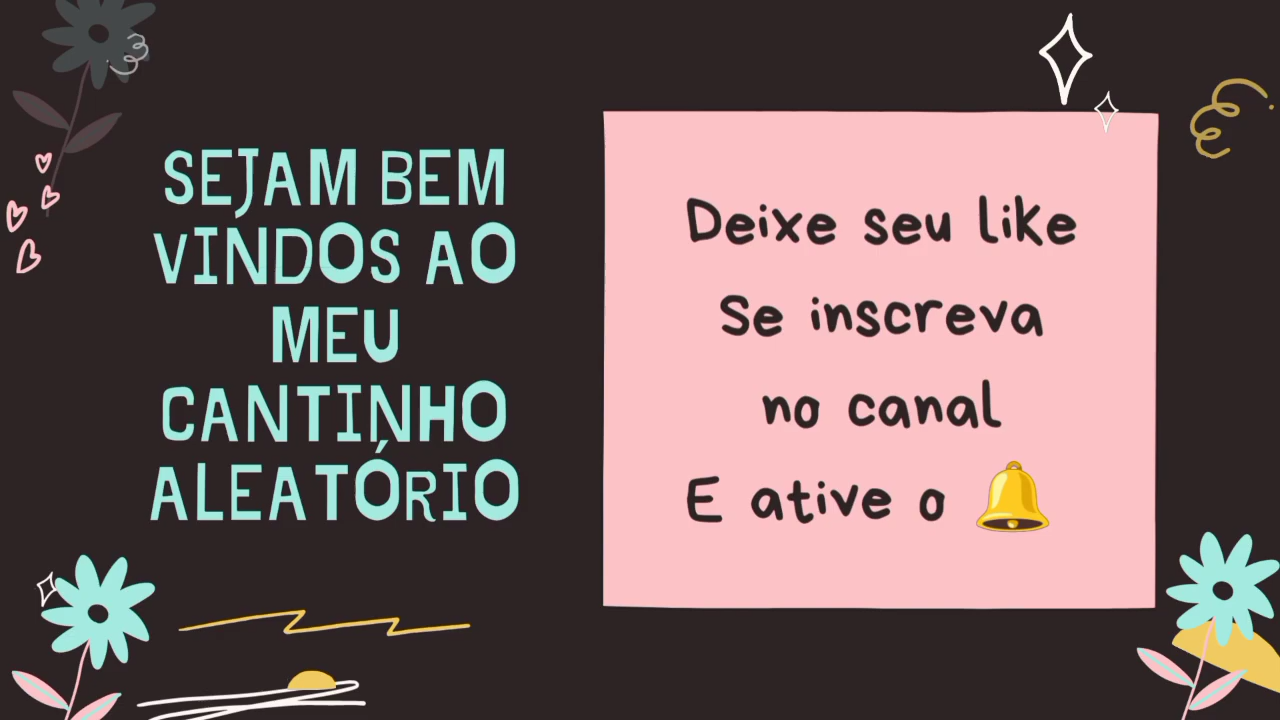 SEJAM BEM
VINDOS AO
MEU
CANTINHO
ALEATÓRIO
Deixe seu like
Se inscreva
no canal
E ative o 🔔